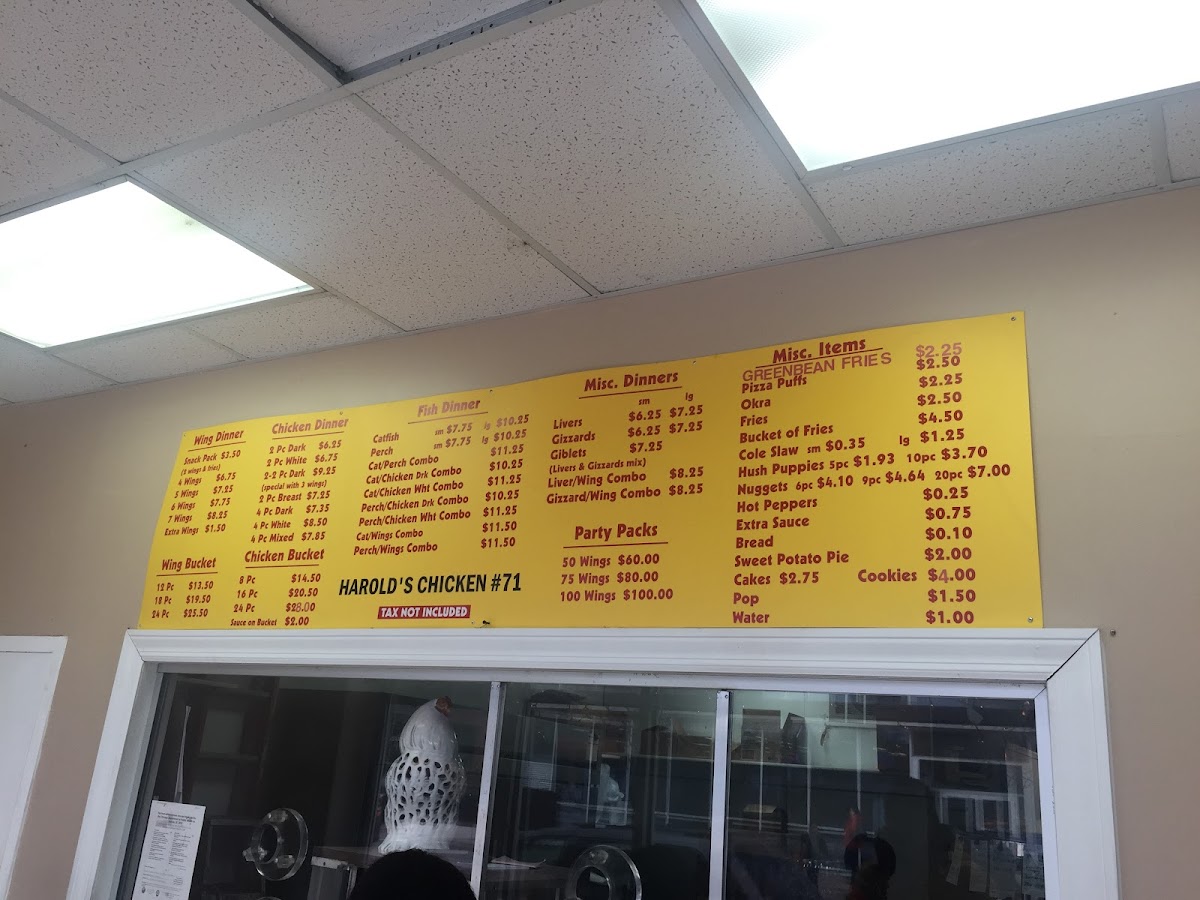 Wing Dinner
Snack Pack $3.50
(2 wings & fries)
4 Wings $6.75
5 Wings $7.25
6 Wings $7.75
7 Wings $8.25
Extra Wings $1.50
Wing Bucket
12 Pc $13.50
18 Pc $19.50
24 Pc $25.50
Chicken Dinner
2 Pc Dark $6.25
2 Pc White $6.75
2-2 Pc Dark $9.25
(special with 3 wings)
2 Pc Breast $7.25
4 Pc Dark $7.35
4 Pc White $8.50
4 Pc Mixed $7.85
Chicken Bucket
8 Pc $14.50
16 Pc $20.50
24 Pc $28.00
Sauce on Bucket $2.00
Fish Dinner
Catfish sm $7.75 lg $10.25
Perch sm $7.75 lg $10.25
Cat/Perch Combo $11.25
Cat/Chicken Drk Combo $10.25
Cat/Chicken Wht Combo $11.25
Perch/Chicken Drk Combo $10.25
Perch/Chicken Wht Combo $11.25
Cat/Wings Combo $11.50
Perch/Wings Combo $11.50
HAROLD'S CHICKEN #71
TAX NOT INCLUDED
Misc. Dinners
sm lg
Livers $6.25 $7.25
Gizzards $6.25 $7.25
Giblets $7.25
(Livers & Gizzards mix)
Liver/Wing Combo $8.25
Gizzard/Wing Combo $8.25
Party Packs
50 Wings $60.00
75 Wings $80.00
100 Wings $100.00
Misc. Items
GREENBEAN FRIES $2.25
Pizza Puffs $2.50
Okra $2.25
Fries $2.50
Bucket of Fries $4.50
Cole Slaw sm $0.35 lg $1.25
Hush Puppies 5pc $1.93 10pc $3.70
Nuggets 6pc $4.10 9pc $4.64 20pc $7.00
Hot Peppers $0.25
Extra Sauce $0.75
Bread $0.10
Sweet Potato Pie $2.00
Cakes $2.75 Cookies $4.00
Pop $1.50
Water $1.00